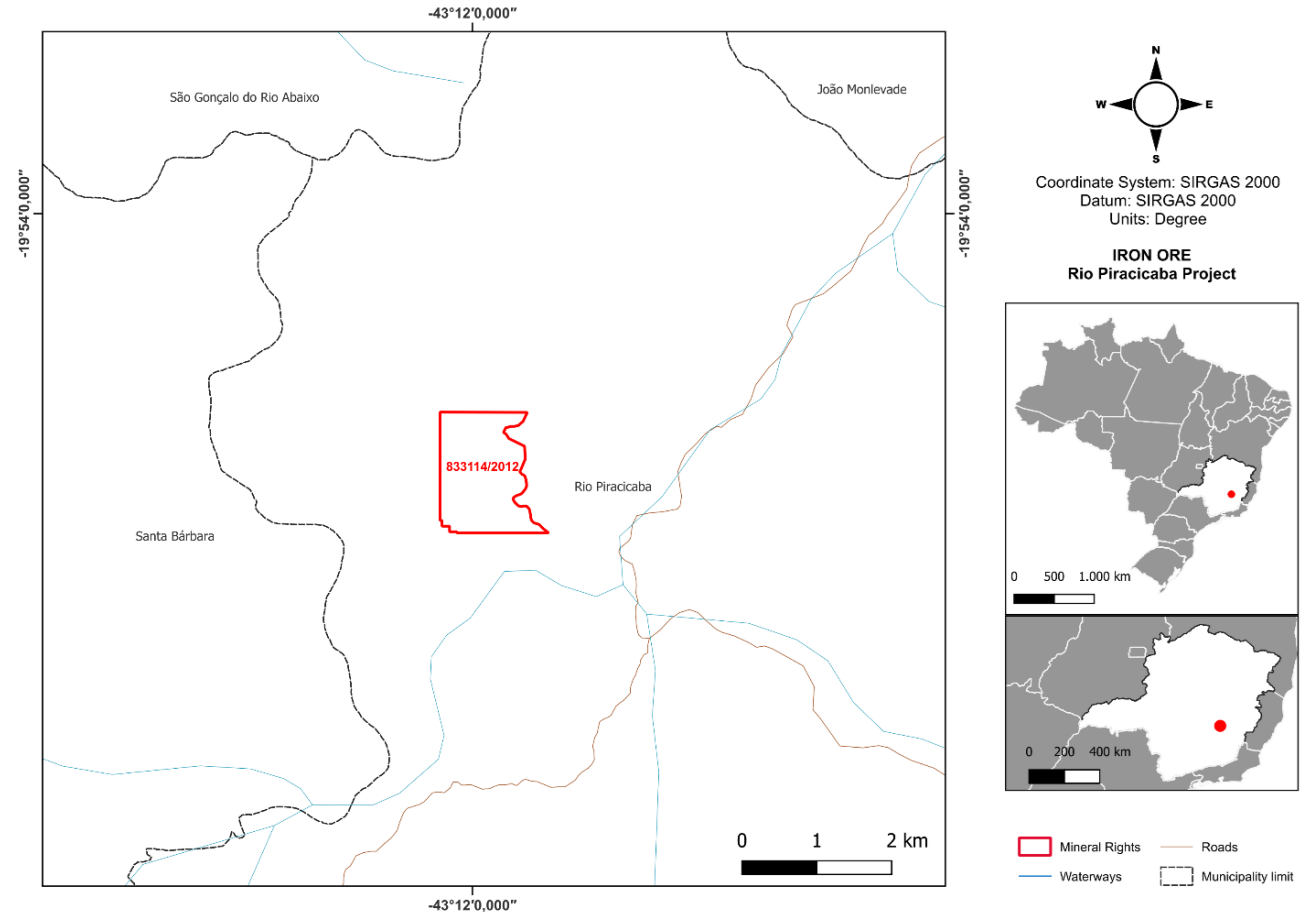 -43°12'0,000"
São Gonçalo do Rio Abaixo
João Monlevade
-19°54'0,000"
-19°54'0,000"
833114/2012
Rio Piracicaba
Santa Bárbara
0 1 2 km
-43°12'0,000"
N
W E
S
Coordinate System: SIRGAS 2000
Datum: SIRGAS 2000
Units: Degree
IRON ORE
Rio Piracicaba Project
0 500 1.000 km
0 200 400 km
Mineral Rights
Roads
Waterways
Municipality limit